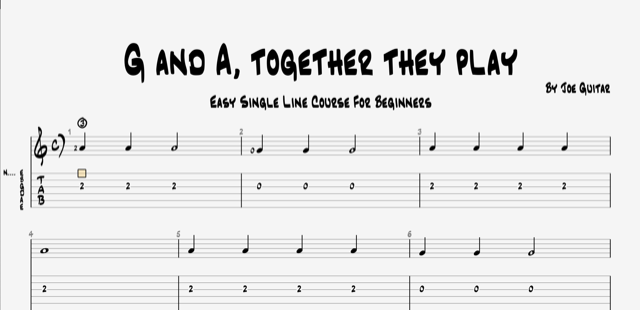 G AND A, TOGETHER THEY PLAY
EASY SINGLE LINE COURSE FOR BEGINNERS
BY JOE GUITAR
1 2 3
3
2 0
T
A
B
2 2 2 0 0 0 2 2 2 2
4 5 6
2 2 2 2 2 0 0 0